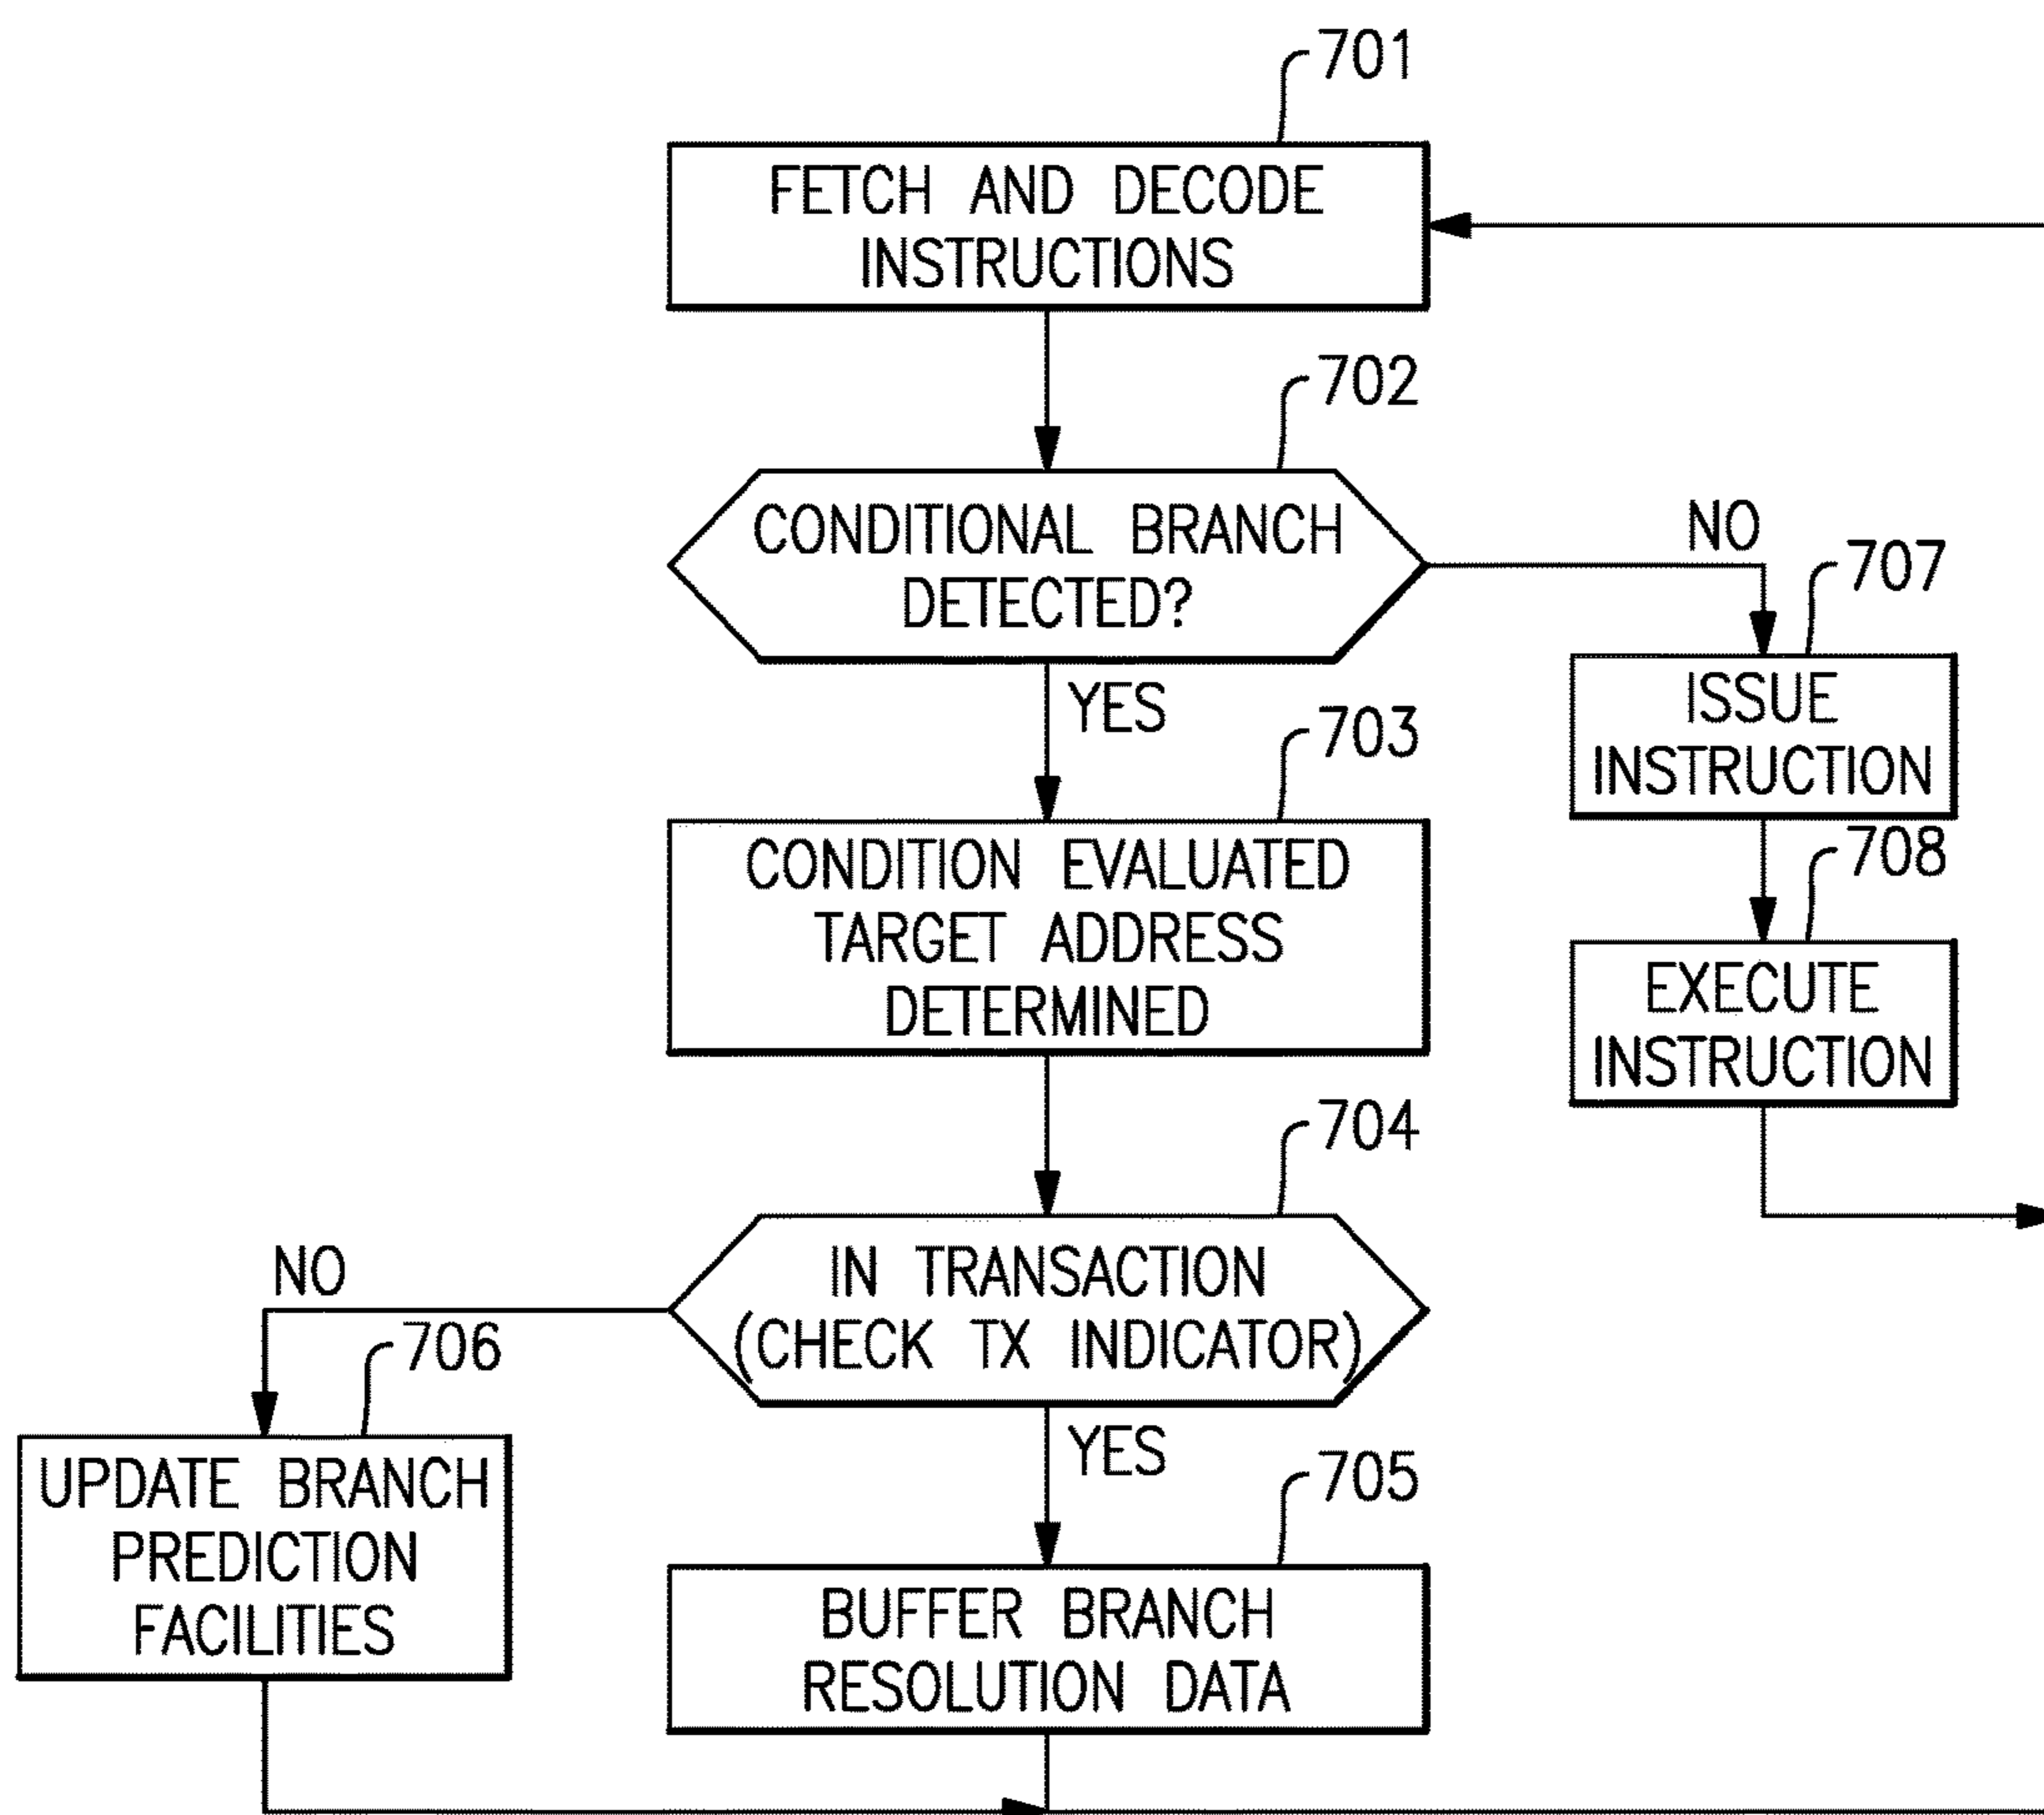 701
FETCH AND DECODE
INSTRUCTIONS
702
CONDITIONAL BRANCH
DETECTED?
NO
707
YES
ISSUE
INSTRUCTION
703
CONDITION EVALUATED
TARGET ADDRESS
DETERMINED
708
EXECUTE
INSTRUCTION
704
IN TRANSACTION
(CHECK TX INDICATOR)
NO
706
UPDATE BRANCH
PREDICTION
FACILITIES
YES
705
BUFFER BRANCH
RESOLUTION DATA